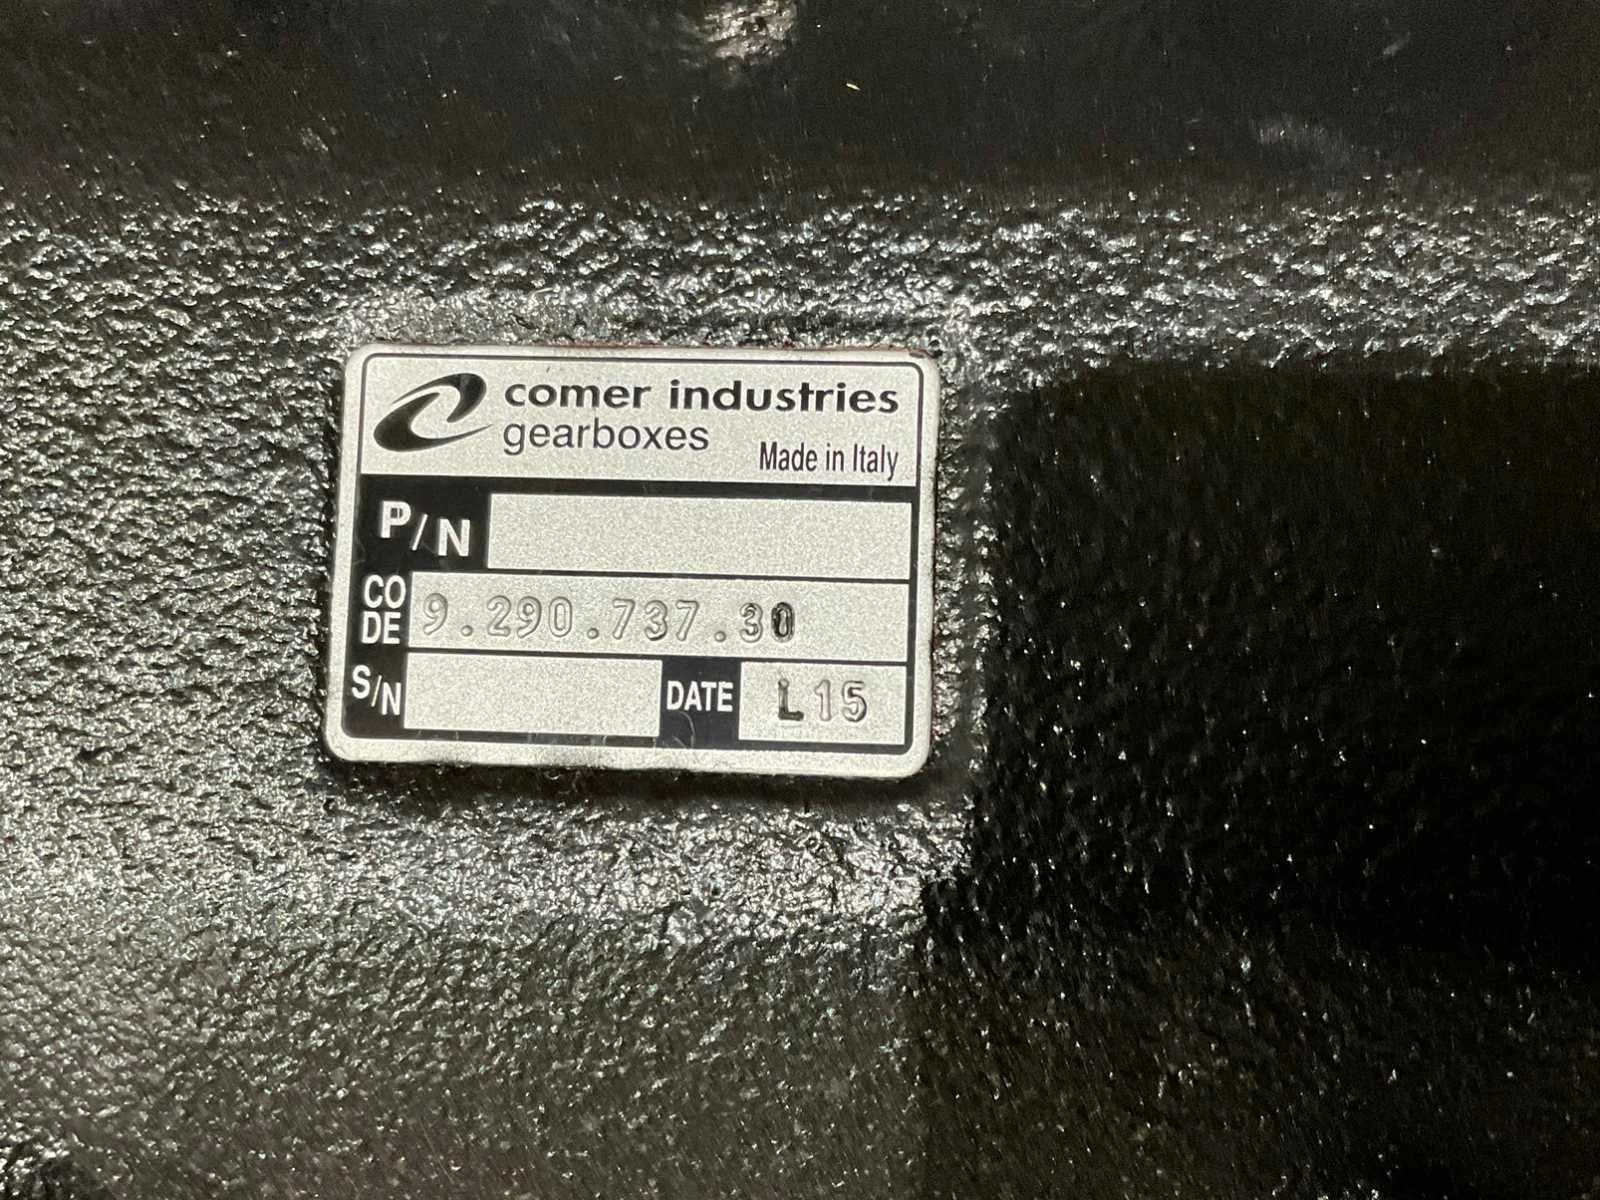 comer industries
gearboxes
Made in Italy
P/N
CODE 9.290.737.30
S/N DATE L15